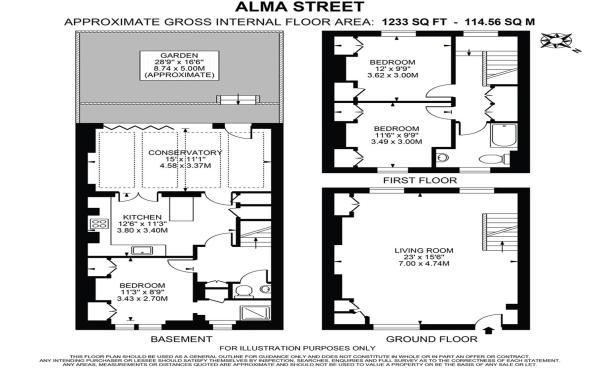 ALMA STREET
APPROXIMATE GROSS INTERNAL FLOOR AREA: 1233 SQ FT - 114.56 SQ M
GARDEN
28'9" x 16'6"
8.74 x 5.00M
(APPROXIMATE)
CONSERVATORY
15' x 11'1"
4.58 x 3.37M
KITCHEN
12'6" x 11'3"
3.80 x 3.40M
BEDROOM
11'3" x 8'9"
3.43 x 2.70M
BASEMENT
BEDROOM
12' x 9'9"
3.62 x 3.00M
BEDROOM
11'6" x 9'9"
3.49 x 3.00M
FIRST FLOOR
LIVING ROOM
23' x 15'6"
7.00 x 4.74M
GROUND FLOOR
N
FOR ILLUSTRATION PURPOSES ONLY
THIS FLOOR PLAN SHOULD BE USED AS A GENERAL OUTLINE FOR GUIDANCE ONLY AND DOES NOT CONSTITUTE IN WHOLE OR IN PART AN OFFER OR CONTRACT.
ANY INTENDING PURCHASER OR LESSEE SHOULD SATISFY THEMSELVES BY INSPECTION, SEARCHES, ENQUIRIES AND FULL SURVEY AS TO THE CORRECTNESS OF EACH STATEMENT.
ANY AREAS, MEASUREMENTS OR DISTANCES QUOTED ARE APPROXIMATE AND SHOULD NOT BE USED TO VALUE A PROPERTY OR BE THE BASIS OF ANY SALE OR LET.